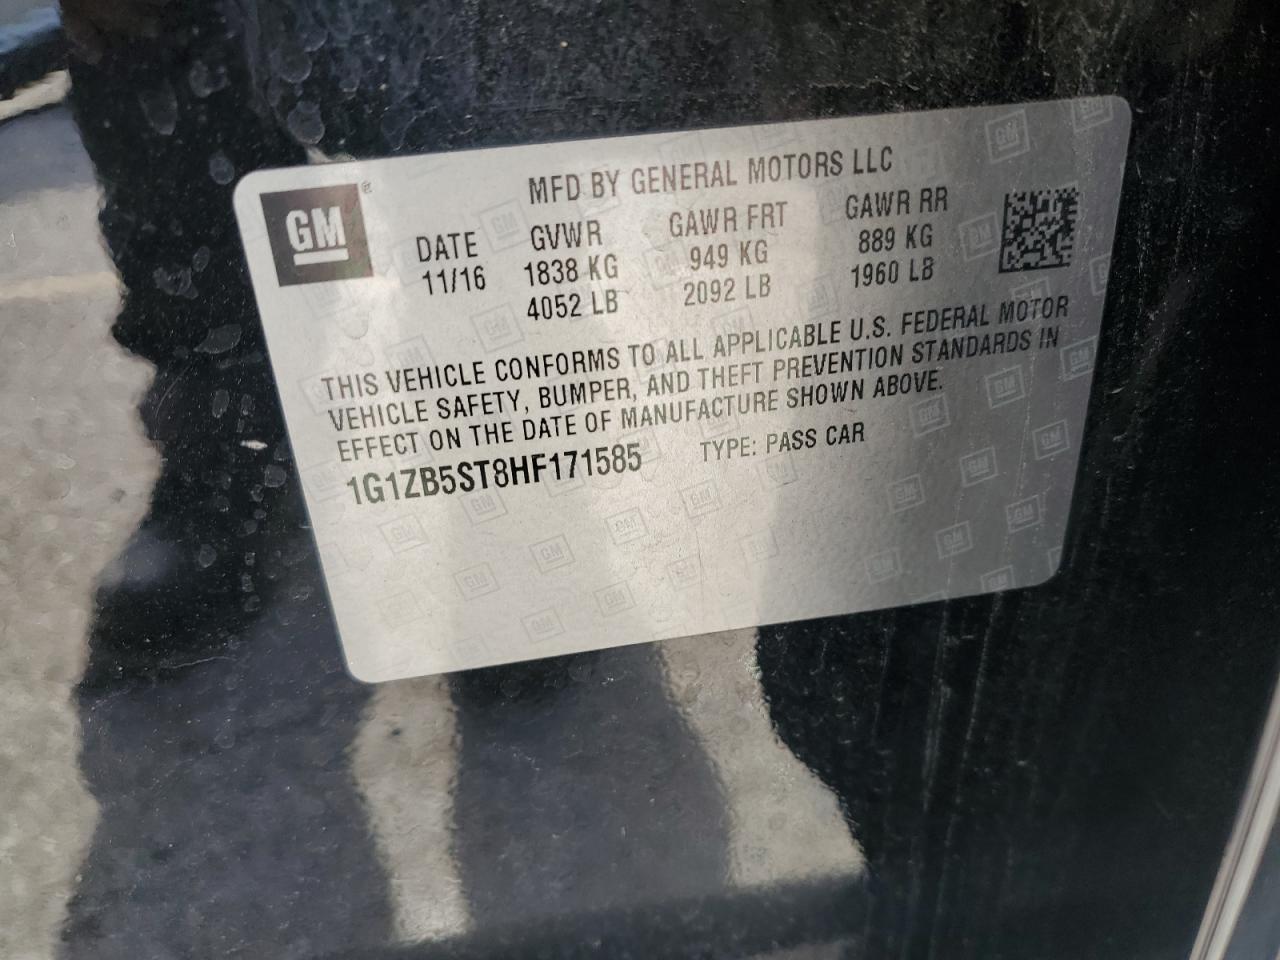 GM ®
MFD BY GENERAL MOTORS LLC
DATE GVWR GAWR FRT GAWR RR
11/16 1838 KG 949 KG 889 KG
4052 LB 2092 LB 1960 LB
THIS VEHICLE CONFORMS TO ALL APPLICABLE U.S. FEDERAL MOTOR
VEHICLE SAFETY, BUMPER, AND THEFT PREVENTION STANDARDS IN
EFFECT ON THE DATE OF MANUFACTURE SHOWN ABOVE.
1G1ZB5ST8HF171585 TYPE: PASS CAR